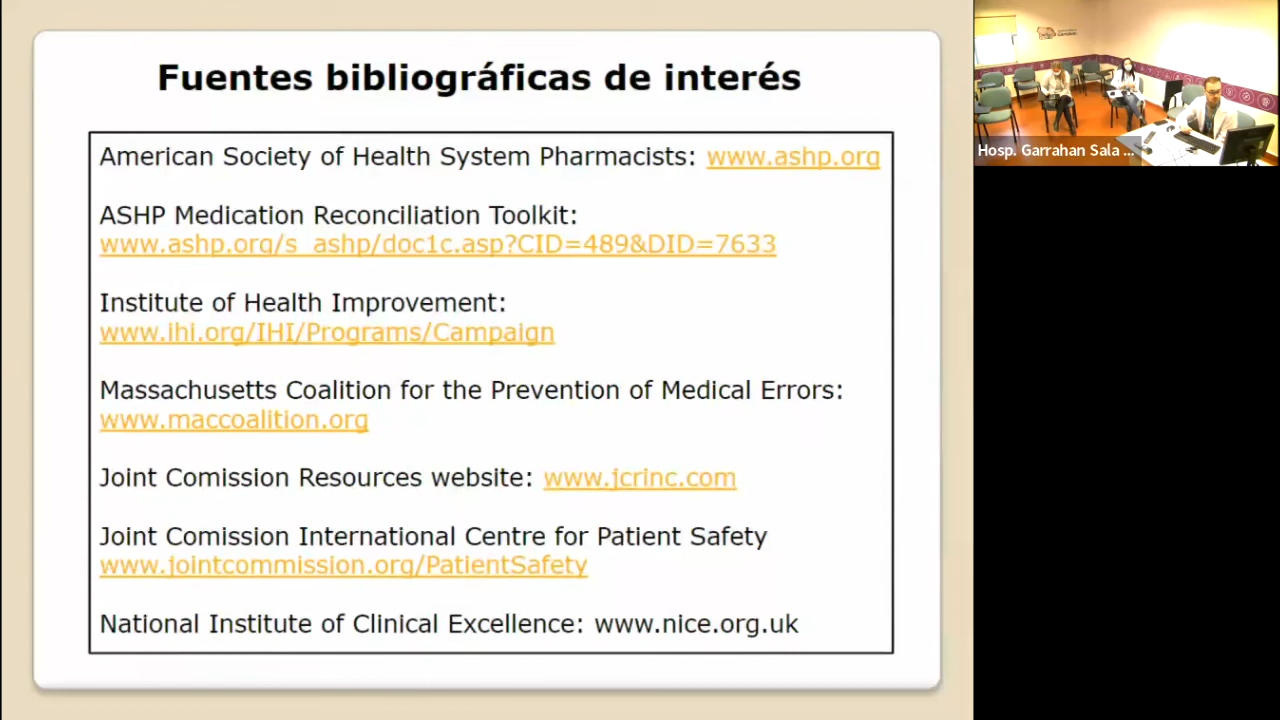 Fuentes bibliográficas de interés
American Society of Health System Pharmacists: www.ashp.org
ASHP Medication Reconciliation Toolkit:
www.ashp.org/s_ashp/doc1c.asp?CID=489&DID=7633
Institute of Health Improvement:
www.ihi.org/IHI/Programs/Campaign
Massachusetts Coalition for the Prevention of Medical Errors:
www.maccoalition.org
Joint Comission Resources website: www.jcrinc.com
Joint Comission International Centre for Patient Safety
www.jointcommission.org/PatientSafety
National Institute of Clinical Excellence: www.nice.org.uk
Hosp. Garrahan Sala ...